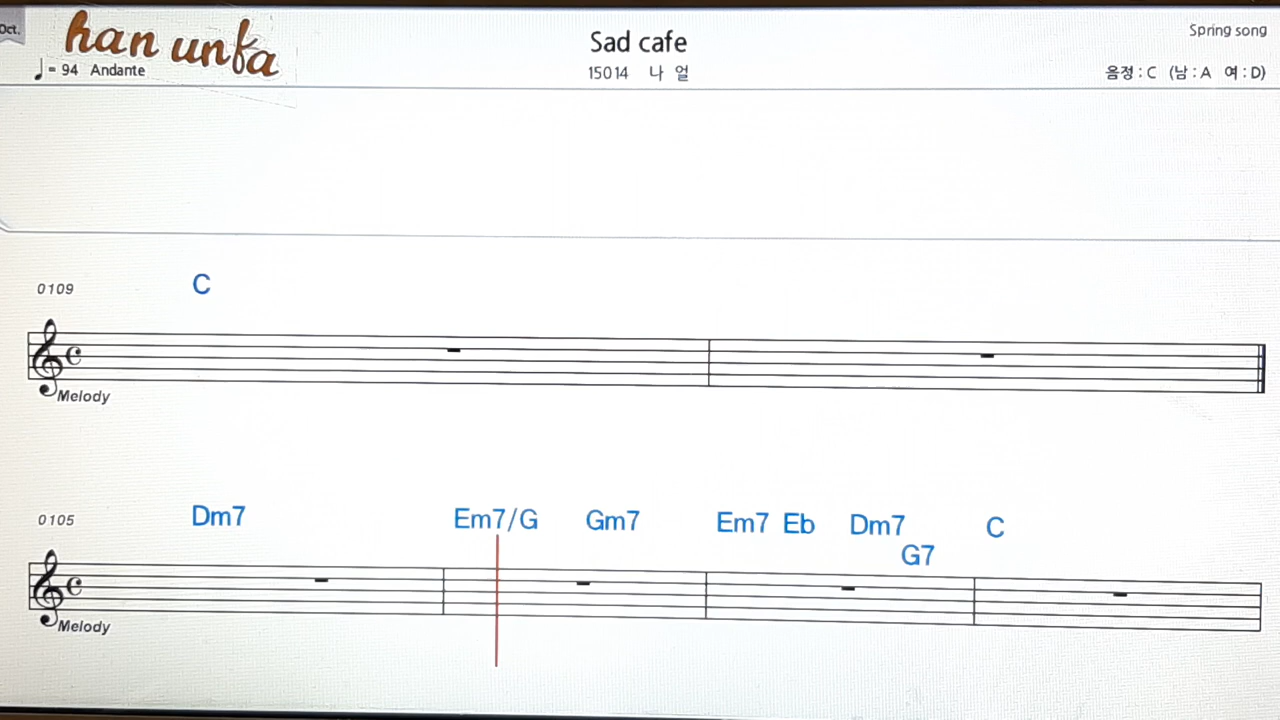 Oct.
han unfa
♩= 94 Andante
Sad cafe
15014 나 얼
Spring song
음정 : C (남 : A 여 : D)
0109
C
Melody
0105
Dm7 Em7/G Gm7 Em7 Eb Dm7 C
G7
Melody